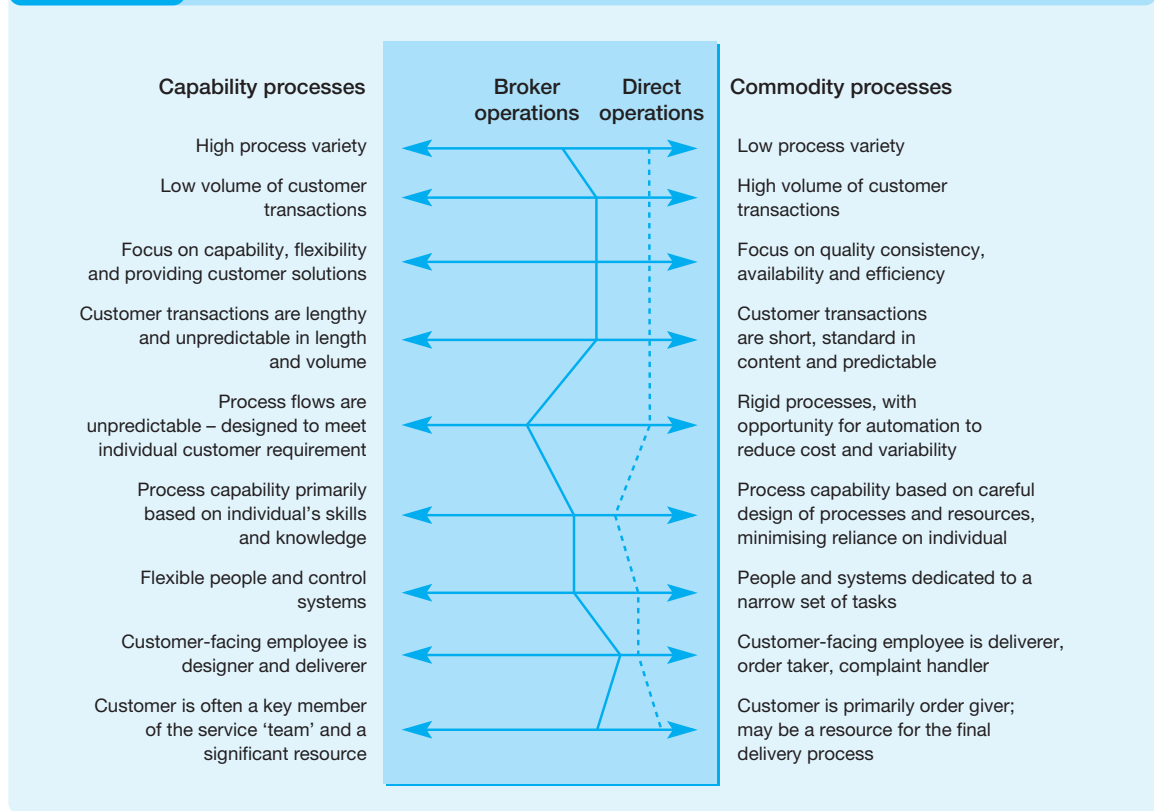 Capability processes
Broker
operations
Direct
operations
Commodity processes
High process variety
Low process variety
Low volume of customer
transactions
High volume of customer
transactions
Focus on capability, flexibility
and providing customer solutions
Focus on quality consistency,
availability and efficiency
Customer transactions are lengthy
and unpredictable in length
and volume
Customer transactions
are short, standard in
content and predictable
Process flows are
unpredictable – designed to meet
individual customer requirement
Rigid processes, with
opportunity for automation to
reduce cost and variability
Process capability primarily
based on individual's skills
and knowledge
Process capability based on careful
design of processes and resources,
minimising reliance on individual
Flexible people and control
systems
People and systems dedicated to a
narrow set of tasks
Customer-facing employee is
designer and deliverer
Customer-facing employee is deliverer,
order taker, complaint handler
Customer is often a key member
of the service 'team' and a
significant resource
Customer is primarily order giver;
may be a resource for the final
delivery process